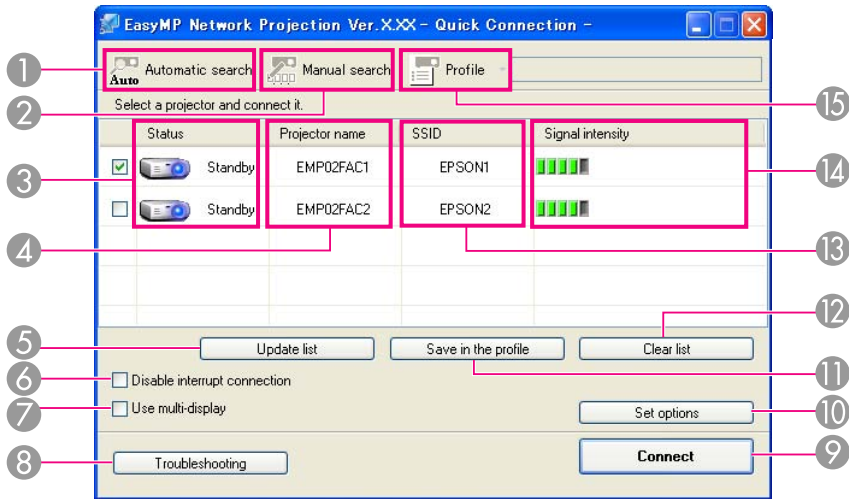 EasyMP Network Projection Ver.X.XX - Quick Connection -
1 Auto Automatic search Manual search Profile
2 Select a projector and connect it. 15
Status Projector name SSID Signal intensity
3 Standby EMP02FAC1 EPSON1 14
Standby EMP02FAC2 EPSON2
4 13
12
5 Update list Save in the profile Clear list
6 Disable interrupt connection 11
7 Use multi-display Set options 10
8 Troubleshooting Connect 9